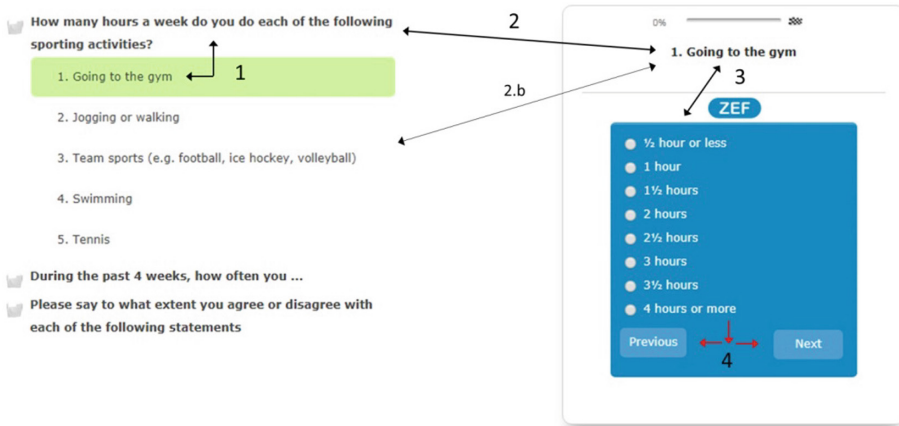 How many hours a week do you do each of the following
sporting activities?
1. Going to the gym
2. Jogging or walking
3. Team sports (e.g. football, ice hockey, volleyball)
4. Swimming
5. Tennis
During the past 4 weeks, how often you ...
Please say to what extent you agree or disagree with
each of the following statements
1
2
2.b
0%
1. Going to the gym
3
ZEF
½ hour or less
1 hour
1½ hours
2 hours
2½ hours
3 hours
3½ hours
4 hours or more
Previous
Next
4